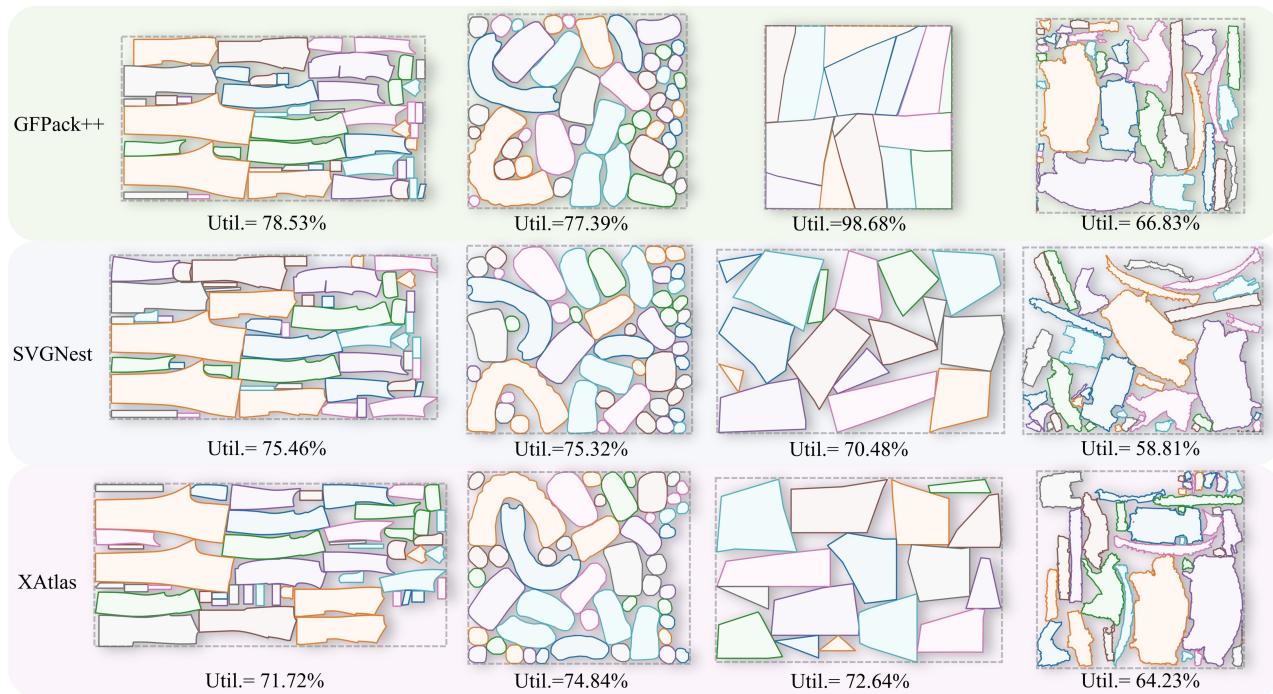 GFPack++
Util.= 78.53%
Util.=77.39%
Util.=98.68%
Util.= 66.83%
SVGNest
Util.= 75.46%
Util.=75.32%
Util.= 70.48%
Util.= 58.81%
XAtlas
Util.= 71.72%
Util.=74.84%
Util.= 72.64%
Util.= 64.23%